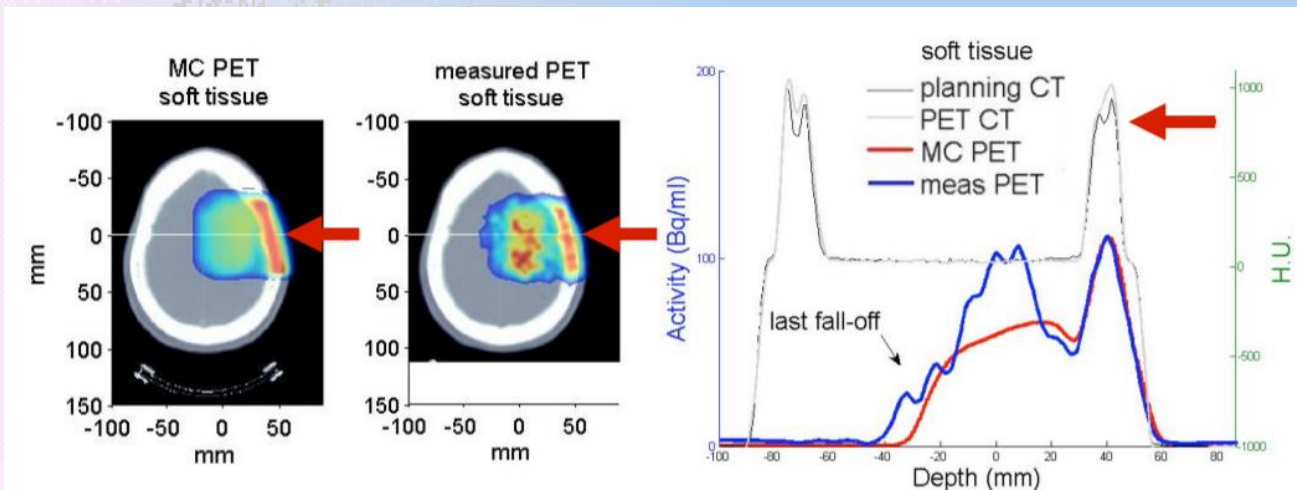 MC PET
soft tissue
-100
-50
0
50
100
150
mm
-100 -50 0 50
mm
measured PET
soft tissue
-100
-50
0
50
100
150
-100 -50 0 50
mm
soft tissue
planning CT
PET CT
MC PET
meas PET
200
100
0
Activity (Bq/ml)
last fall-off
1000
500
0
-500
-1000
H.U.
-100 -80 -60 -40 -20 0 20 40 60 80
Depth (mm)